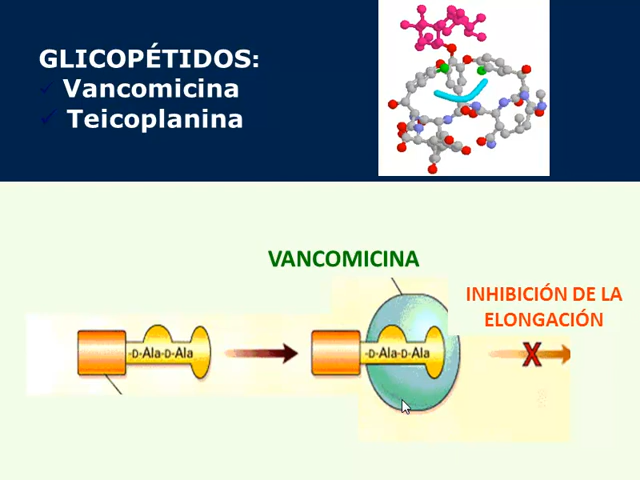 GLICOPÉTIDOS:
Vancomicina
Teicoplanina
VANCOMICINA
INHIBICIÓN DE LA
ELONGACIÓN
-D-Ala-D-Ala
-D-Ala-D-Ala
X